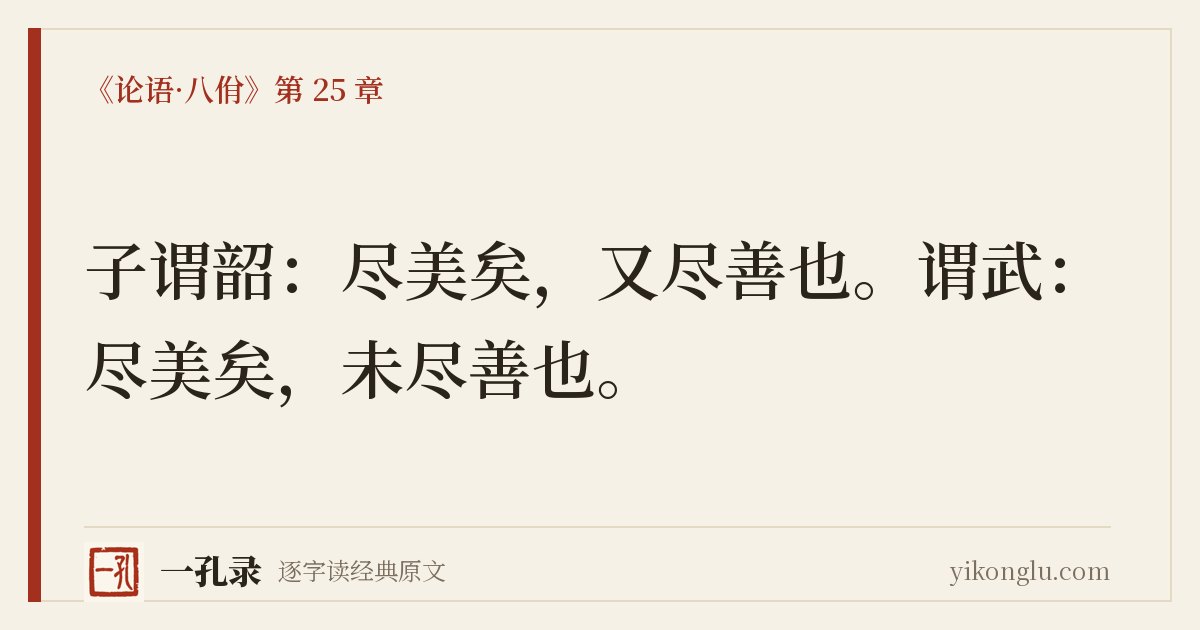 《论语·八佾》第 25 章
子谓韶：尽美矣，又尽善也。谓武：
尽美矣，未尽善也。
一孔
一孔录 逐字读经典原文
yikonglu.com